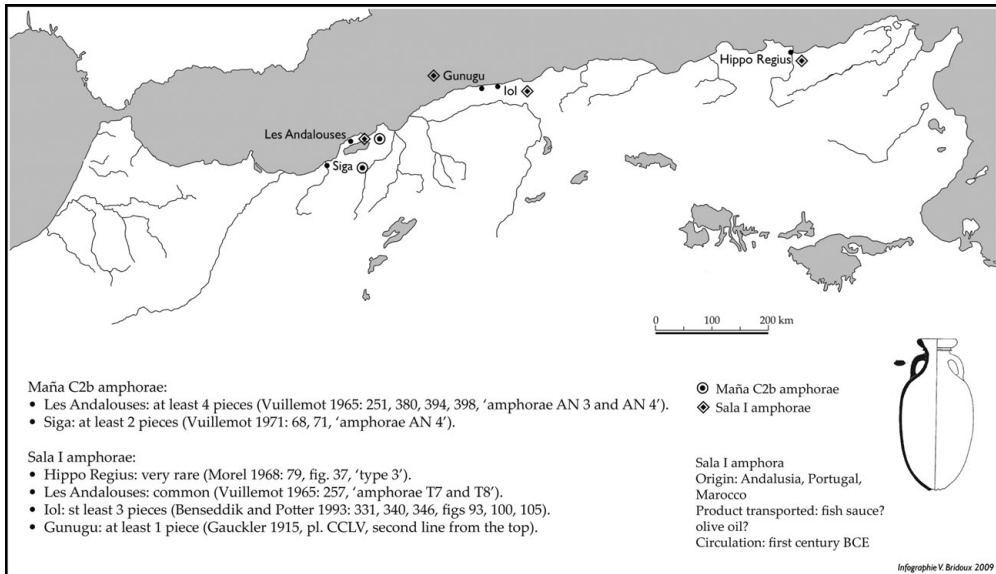 Hippo Regius
Gunugu
Iol
Les Andalouses
Siga
0 100 200 km
Maña C2b amphorae:
• Les Andalouses: at least 4 pieces (Vuillemot 1965: 251, 380, 394, 398, ‘amphorae AN 3 and AN 4’).
• Siga: at least 2 pieces (Vuillemot 1971: 68, 71, ‘amphorae AN 4’).
Sala I amphorae:
• Hippo Regius: very rare (Morel 1968: 79, fig. 37, ‘type 3’).
• Les Andalouses: common (Vuillemot 1965: 257, ‘amphorae T7 and T8’).
• Iol: st least 3 pieces (Benseddik and Potter 1993: 331, 340, 346, figs 93, 100, 105).
• Gunugu: at least 1 piece (Gauckler 1915, pl. CCLV, second line from the top).
Maña C2b amphorae
Sala I amphorae
Sala I amphora
Origin: Andalusia, Portugal,
Marocco
Product transported: fish sauce?
olive oil?
Circulation: first century BCE
Infographie V. Bridoux 2009